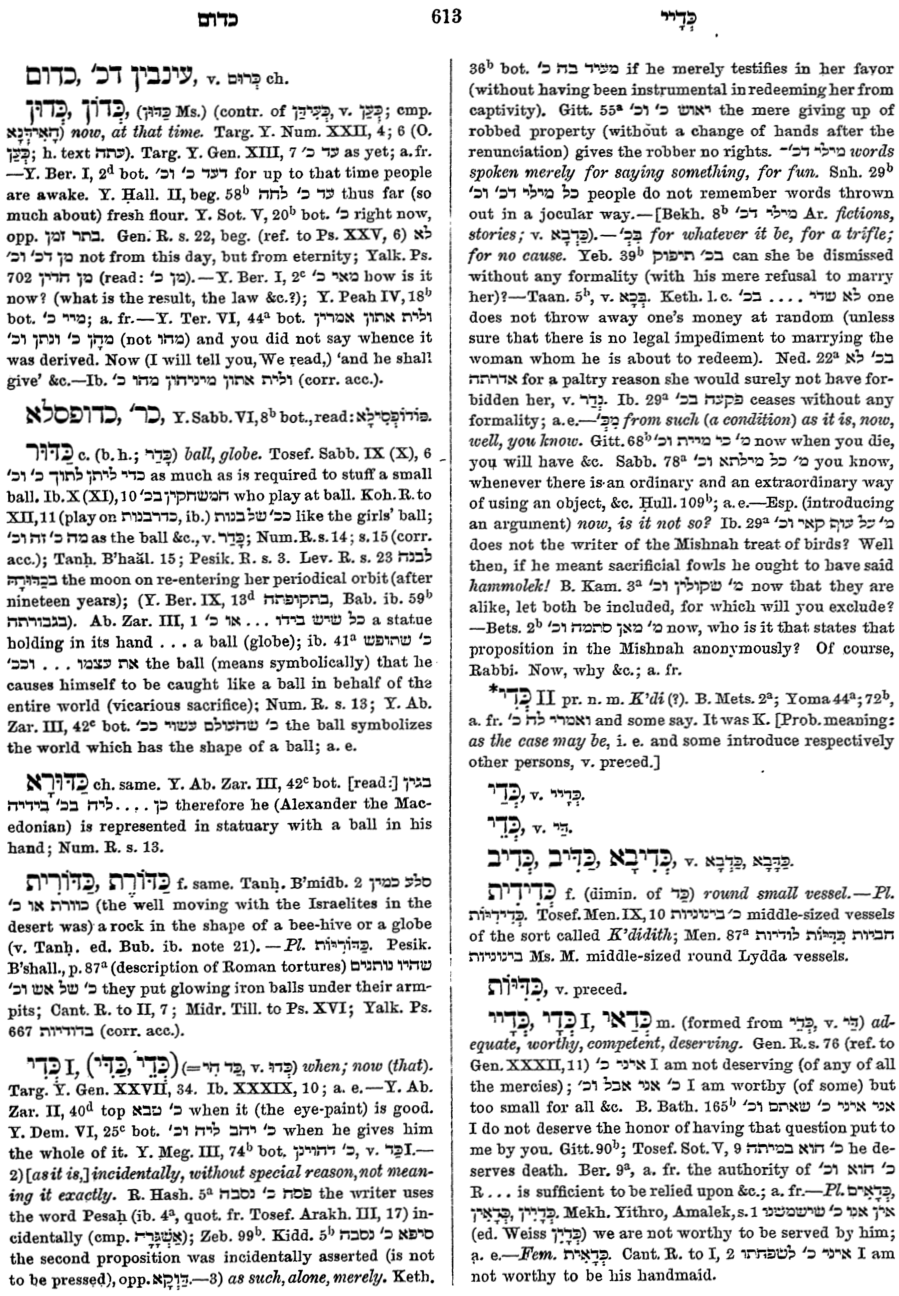 כדום
613
כְּדָיי
כדום, עינבין דכ׳, v. כְּרוּם ch.
כְּדוֹן, כְּדוּן, (כִּדּוּן Ms.) (contr. of כְּעִידָן, v. כְּעַן; cmp.
הָאִידְנָא) now, at that time. Targ. Y. Num. XXII, 4; 6 (O.
כְּעַן; h. text עתה). Targ. Y. Gen. XIII, 7 עד כ׳ as yet; a. fr.
—Y. Ber. I, 2d bot. דעד כ׳ וכ׳ for up to that time people
are awake. Y. Hall. II, beg. 58b עד כ׳ לחה thus far (so
much about) fresh flour. Y. Sot. V, 20b bot. כ׳ right now,
opp. בתר זמן. Gen. R. s. 22, beg. (ref. to Ps. XXV, 6) לא
מן דכ׳ וכ׳ not from this day, but from eternity; Yalk. Ps.
702 מן הדין (read: מן כ׳).—Y. Ber. I, 2c מאי כ׳ how is it
now? (what is the result, the law &c.?); Y. Peah IV, 18b
bot. מיי כ׳; a. fr.—Y. Ter. VI, 44a bot. ולית אתון אמרין
מְהָן כ׳ ונתן וכ׳ (not מהו) and you did not say whence it
was derived. Now (I will tell you, We read,) ‘and he shall
give’ &c.—Ib. ולית אתון מיניחון מהו כ׳ (corr. acc.).
כדופסלא, כר׳, Y. Sabb. VI, 8b bot., read: פּוֹדוֹפְסִילָא.
כַּדּוּר c. (b. h.; כָּדַר) ball, globe. Tosef. Sabb. IX (X), 6
כדי ליתן לתוך כ׳ וכ׳ as much as is required to stuff a small
ball. Ib. X (XI), 10 המשחקין בכ׳ who play at ball. Koh. R. to
XII, 11 (play on כדרבנות, ib.) ככ׳ של בנות like the girls’ ball;
מה כ׳ זה וכ׳ as the ball &c., v. כָּדַר; Num. R. s. 14; s. 15 (corr.
acc.); Tanḥ. B’haăl. 15; Pesik. R. s. 3. Lev. R. s. 23 לבנה
בכַדּוּרָהּ the moon on re-entering her periodical orbit (after
nineteen years); (Y. Ber. IX, 13d בתקופתה, Bab. ib. 59b
בגבורתה). Ab. Zar. III, 1 כל שיש בידו ... או כ׳ a statue
holding in its hand . . . a ball (globe); ib. 41a כ׳ שתופש
את עצמו ... וככ׳ the ball (means symbolically) that he
causes himself to be caught like a ball in behalf of the
entire world (vicarious sacrifice); Num. R. s. 13; Y. Ab.
Zar. III, 42c bot. כ׳ שהעולם עשוי ככ׳ the ball symbolizes
the world which has the shape of a ball; a. e.
כַּדּוּרָא ch. same. Y. Ab. Zar. III, 42c bot. [read:] בגין
כן .... ליה בכ׳ בידיה therefore he (Alexander the Mac-
edonian) is represented in statuary with a ball in his
hand; Num. R. s. 13.
כַּדּוֹרֶת, כַּדּוֹרִית f. same. Tanḥ. B’midb. 2 סלע כמין
כוורת או כ׳ (the well moving with the Israelites in the
desert was) a rock in the shape of a bee-hive or a globe
(v. Tanḥ. ed. Bub. ib. note 21).—Pl. כַּדּוּרִיּוֹת. Pesik.
B’shall., p. 87a (description of Roman tortures) שהיו נותנים
כ׳ של אש וכ׳ they put glowing iron balls under their arm-
pits; Cant. R. to II, 7; Midr. Till. to Ps. XVI; Yalk. Ps.
667 בדודיות (corr. acc.).
כְּדִי I, (כְּדֵי, כַּדִּי) (=כַּד הִי, v. כְּדוּ) when; now (that).
Targ. Y. Gen. XXVII, 34. Ib. XXXIX, 10; a. e.—Y. Ab.
Zar. II, 40d top כ׳ טבא when it (the eye-paint) is good.
Y. Dem. VI, 25c bot. כ׳ יהב ליה וכ׳ when he gives him
the whole of it. Y. Meg. III, 74b bot. כ׳ דחוינן, v. כַּד I.—
2) [as it is,] incidentally, without special reason, not mean-
ing it exactly. R. Hash. 5a פסח כ׳ נסבה the writer uses
the word Pesaḥ (ib. 4a, quot. fr. Tosef. Arakh. III, 17) in-
cidentally (cmp. אַשְׁגָּרָה); Zeb. 99b. Kidd. 5b סיפא כ׳ נסבה
the second proposition was incidentally asserted (is not
to be pressed), opp. דַּוְקָא.—3) as such, alone, merely. Keth.
36b bot. מעיד בה כ׳ if he merely testifies in her favor
(without having been instrumental in redeeming her from
captivity). Gitt. 55a יאוש כ׳ וכ׳ the mere giving up of
robbed property (without a change of hands after the
renunciation) gives the robber no rights. מילי דכ׳ words
spoken merely for saying something, for fun. Snh. 29b
כל מילי דכ׳ וכ׳ people do not remember words thrown
out in a jocular way.—[Bekh. 8b מילי דכ׳ Ar. fictions,
stories; v. כַּדְבָא).—בִּכְ׳ for whatever it be, for a trifle;
for no cause. Yeb. 39b בכ׳ תיפוק can she be dismissed
without any formality (with his mere refusal to marry
her)?—Taan. 5b, v. בְּכָא. Keth. l. c. לא שדי .... בכ׳ one
does not throw away one’s money at random (unless
sure that there is no legal impediment to marrying the
woman whom he is about to redeem). Ned. 22a בכ׳ לא
אדרתה for a paltry reason she would surely not have for-
bidden her, v. נְדַר. Ib. 29a פקעה בכ׳ ceases without any
formality; a. e.—מִכְּ׳ from such (a condition) as it is, now,
well, you know. Gitt. 68b מ׳ כי מיית וכ׳ now when you die,
you will have &c. Sabb. 78a מ׳ כל מילתא וכ׳ you know,
whenever there is an ordinary and an extraordinary way
of using an object, &c. Ḥull. 109b; a. e.—Esp. (introducing
an argument) now, is it not so? Ib. 29a מ׳ על עוף קאי וכ׳
does not the writer of the Mishnah treat of birds? Well
then, if he meant sacrificial fowls he ought to have said
hammolek! B. Kam. 3a מ׳ שקולין וכ׳ now that they are
alike, let both be included, for which will you exclude?
—Bets. 2b מ׳ מאן סתמה וכ׳ now, who is it that states that
proposition in the Mishnah anonymously? Of course,
Rabbi. Now, why &c.; a. fr.
*כְּדִי II pr. n. m. K’di (?). B. Mets. 2a; Yoma 44a; 72b,
a. fr. ואמרי לה כ׳ and some say. It was K. [Prob. meaning:
as the case may be, i. e. and some introduce respectively
other persons, v. preced.]
כְּדַי, v. כְּדָיי.
כְּדֵי, v. דַּי.
כְּדִיבָא, כַּדִּיב, כְּדִיב, v. כַּדָּבָא, כַּדְבָא.
כְּדִידִית f. (dimin. of כַּד) round small vessel.—Pl.
כְּדִידִיּוֹת. Tosef. Men. IX, 10 כ׳ בינוניות middle-sized vessels
of the sort called K’didith; Men. 87a חביות כַּדִּיּוֹת לודיות
בינוניות Ms. M. middle-sized round Lydda vessels.
כַּדִּיּוֹת, v. preced.
כְּדָיי, כְּדַי I, כְּדַאי m. (formed from כְּדֵי, v. דַּי) ad-
equate, worthy, competent, deserving. Gen. R. s. 76 (ref. to
Gen. XXXII, 11) איני כ׳ I am not deserving (of any of all
the mercies); כ׳ אני אבל וכ׳ I am worthy (of some) but
too small for all &c. B. Bath. 165b אני איני כ׳ שאתם וכ׳
I do not deserve the honor of having that question put to
me by you. Gitt. 90b; Tosef. Sot. V, 9 כ׳ הוא במיתה he de-
serves death. Ber. 9a, a. fr. כ׳ הוא וכ׳ the authority of
R... is sufficient to be relied upon &c.; a. fr.—Pl. כְּדָאִים,
כְּדָיִין, כְּדָאִין. Mekh. Yithro, Amalek, s. 1 אין אנו כ׳ שישמשנו
(ed. Weiss כְּדָיֶין) we are not worthy to be served by him;
a. e.—Fem. כְּדָאִית. Cant. R. to I, 2 איני כ׳ לשפחתו I am
not worthy to be his handmaid.